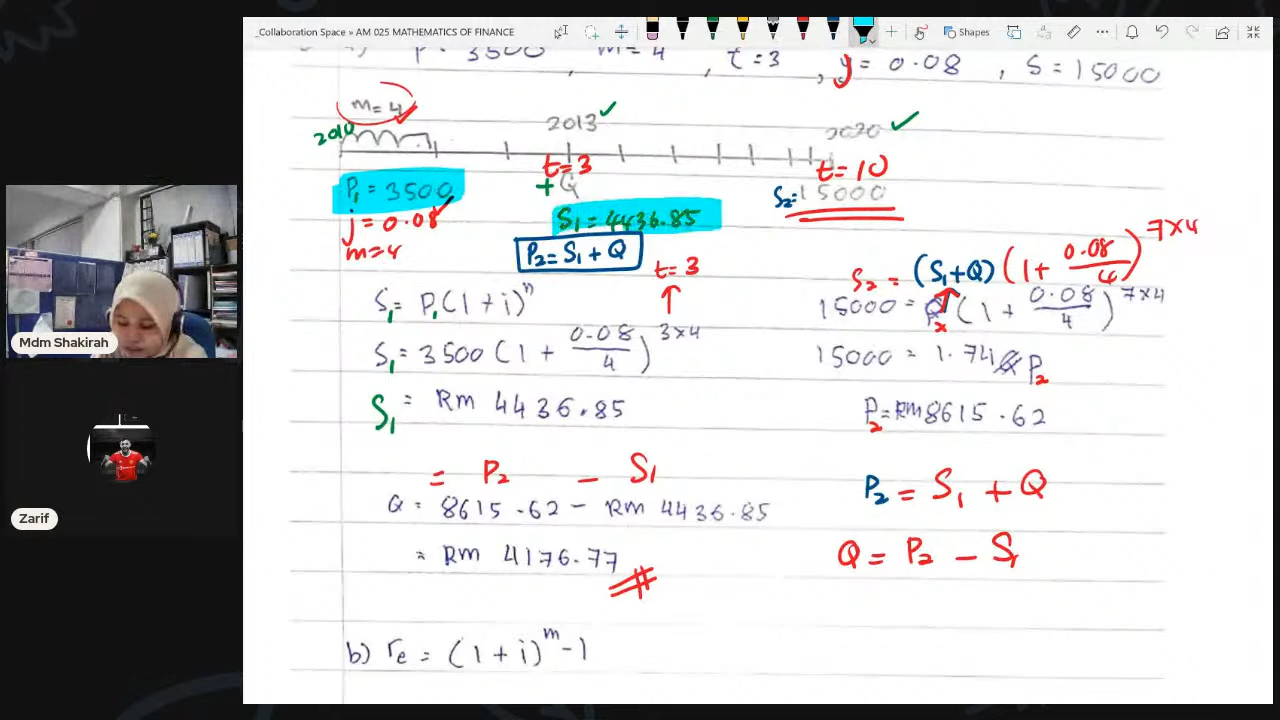 _Collaboration Space » AM 025 MATHEMATICS OF FINANCE
Shapes
P = 3500 , m = 4 , t = 3 , j = 0.08 , S = 15000
m = 4
2010
2013
2020
t = 3
t = 10
P1 = 3500
+ Q
S2 = 15000
j = 0.08
S1 = 4436.85
m = 4
P2 = S1 + Q
t = 3
S2 = (S1+Q) (1 + 0.08/4)^7×4
S1 = P1 (1 + i)^n
15000 = P2 (1 + 0.08/4)^7×4
S1 = 3500 (1 + 0.08/4)^3×4
15000 = 1.741 P2
S1 = RM 4436.85
P2 = RM 8615.62
= P2 - S1
P2 = S1 + Q
Q = 8615.62 - RM 4436.85
Q = P2 - S1
= RM 4176.77
b) re = (1 + i)^m - 1
Mdm Shakirah
Zarif